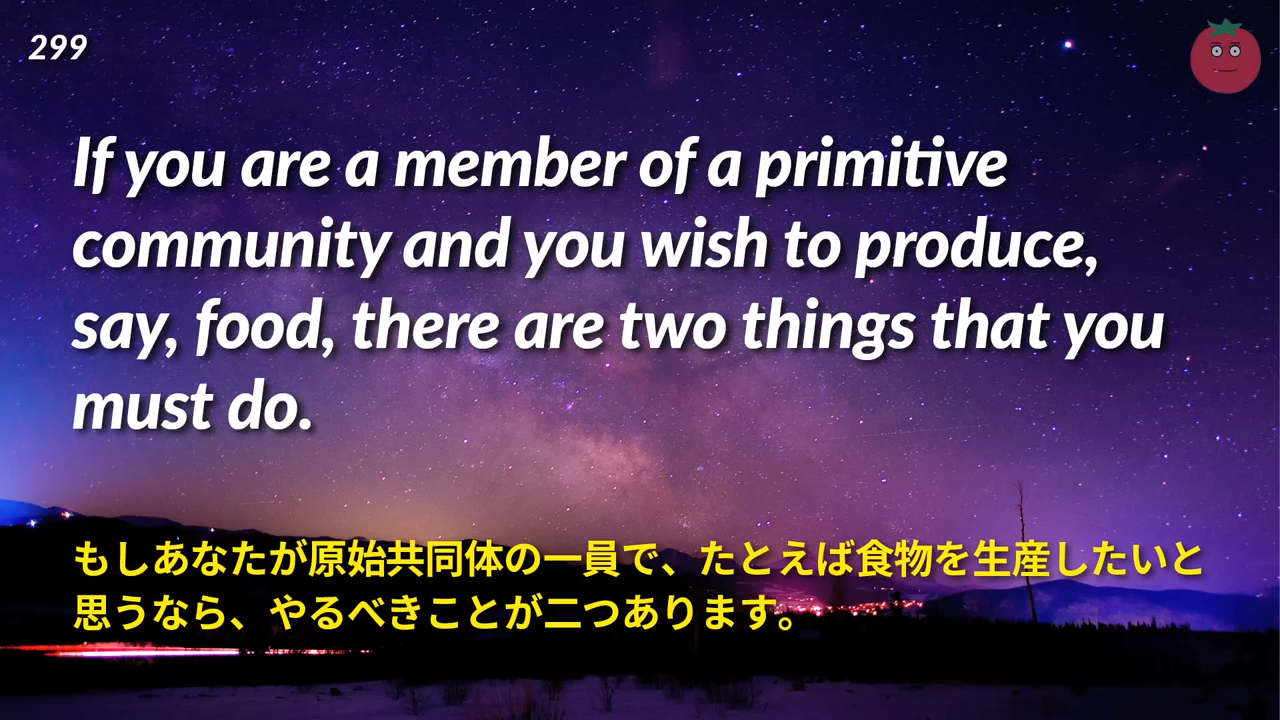 299
If you are a member of a primitive
community and you wish to produce,
say, food, there are two things that you
must do.
もしあなたが原始共同体の一員で、たとえば食物を生産したいと
思うなら、やるべきことが二つあります。